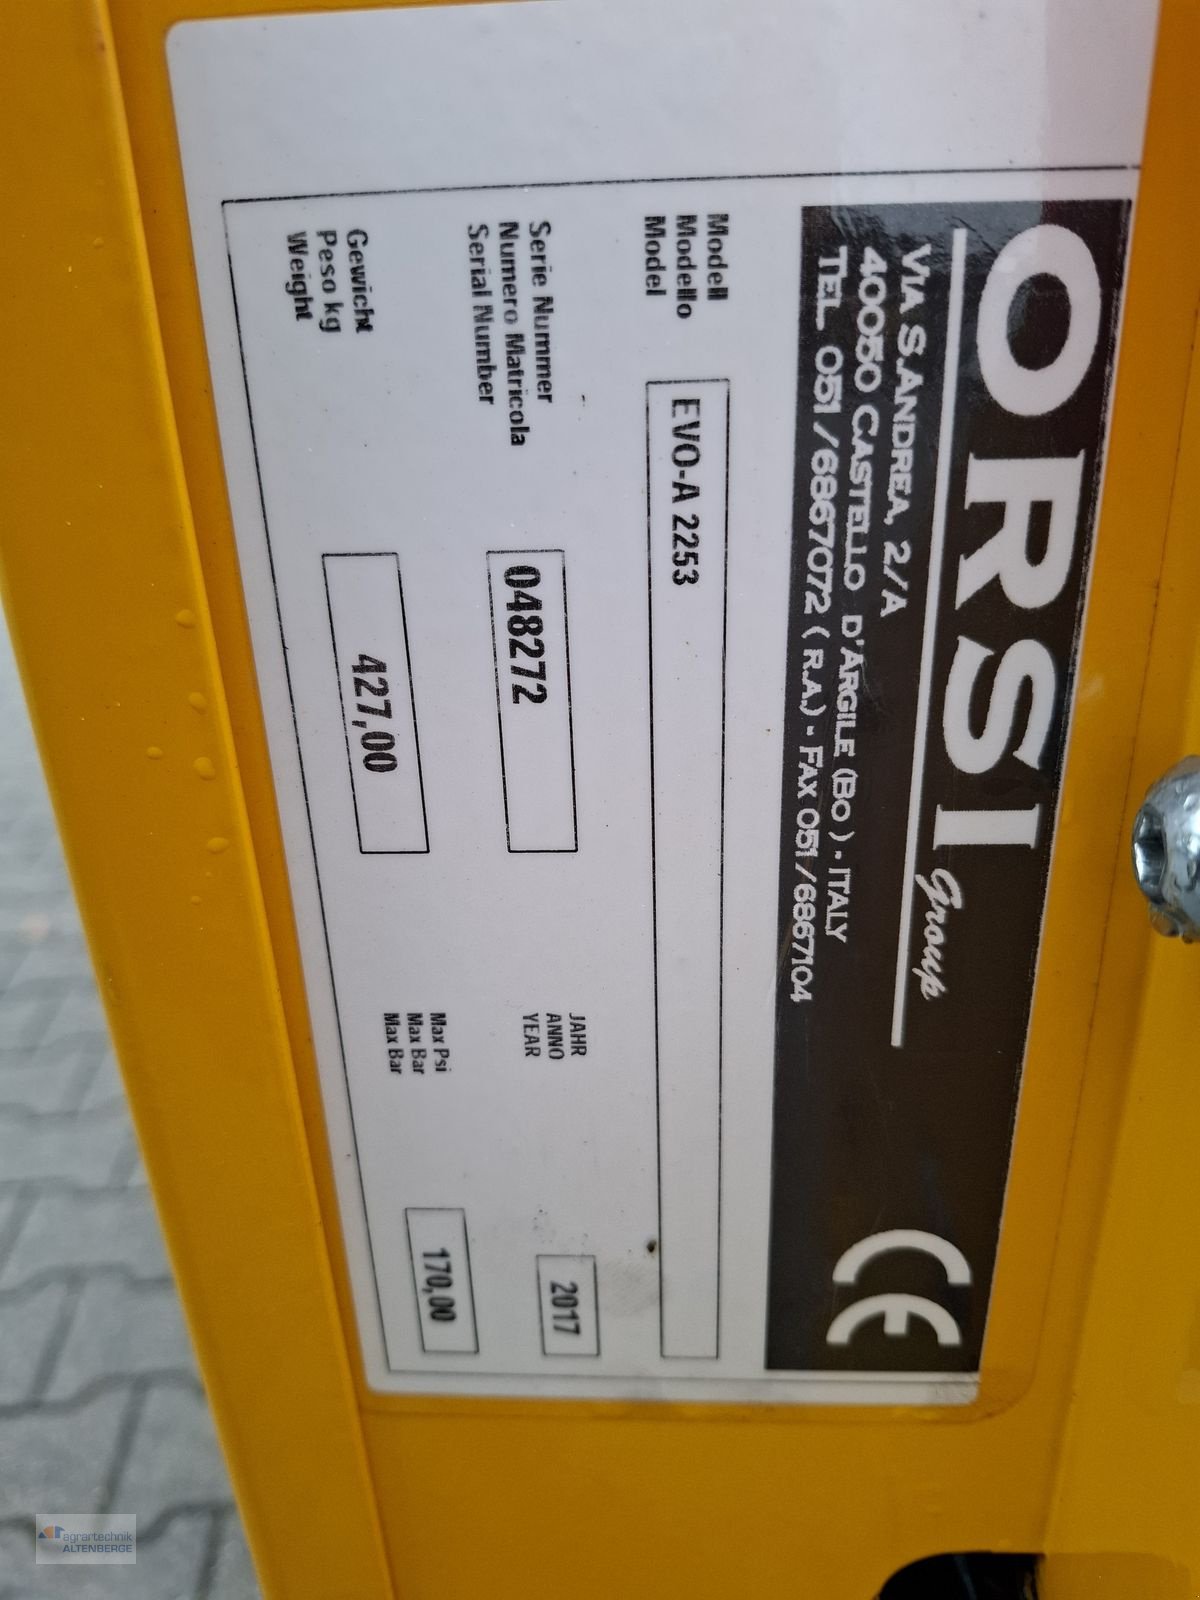 ORSI Group
VIA S.ANDREA, 2/A
40050 CASTELLO D'ARGILE (BO) - ITALY
TEL. 051/6867072 (R.A.) - FAX 051/6867104
CE
Modell
Modello
Model
EVO-A 2253
Serie Nummer
Numero Matricola
Serial Number
048272
JAHR
ANNO
YEAR
2017
Gewicht
Peso kg
Weight
427,00
Max Psi
Max Bar
Max Bar
170,00
agrartechnik
ALTENBERGE